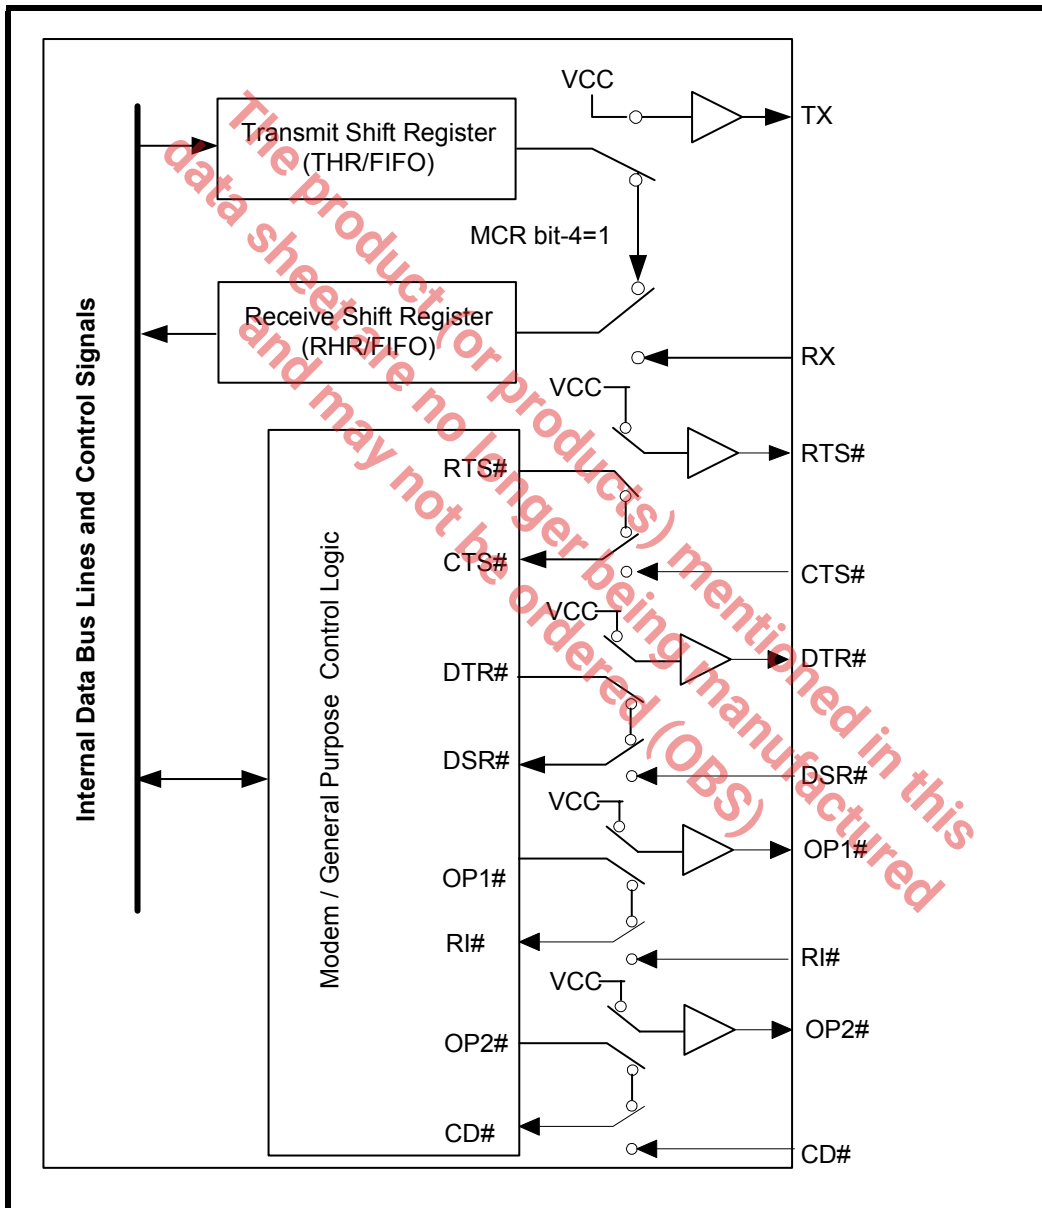 VCC
TX
Transmit Shift Register
(THR/FIFO)
MCR bit-4=1
Receive Shift Register
(RHR/FIFO)
RX
VCC
RTS#
RTS#
CTS#
CTS#
VCC
DTR#
DTR#
DSR#
DSR#
VCC
OP1#
OP1#
RI#
RI#
VCC
OP2#
OP2#
CD#
CD#
Internal Data Bus Lines and Control Signals
Modem / General Purpose Control Logic
The product (or products) mentioned in this
data sheet are no longer being manufactured
and may not be ordered (OBS)